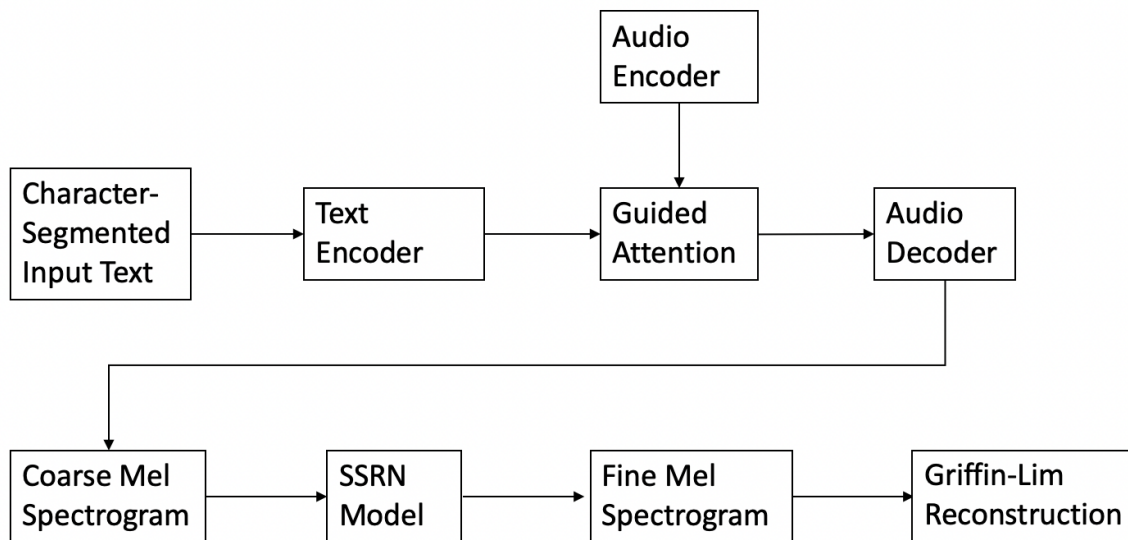 Audio
Encoder
Character-
Segmented
Input Text
Text
Encoder
Guided
Attention
Audio
Decoder
Coarse Mel
Spectrogram
SSRN
Model
Fine Mel
Spectrogram
Griffin-Lim
Reconstruction